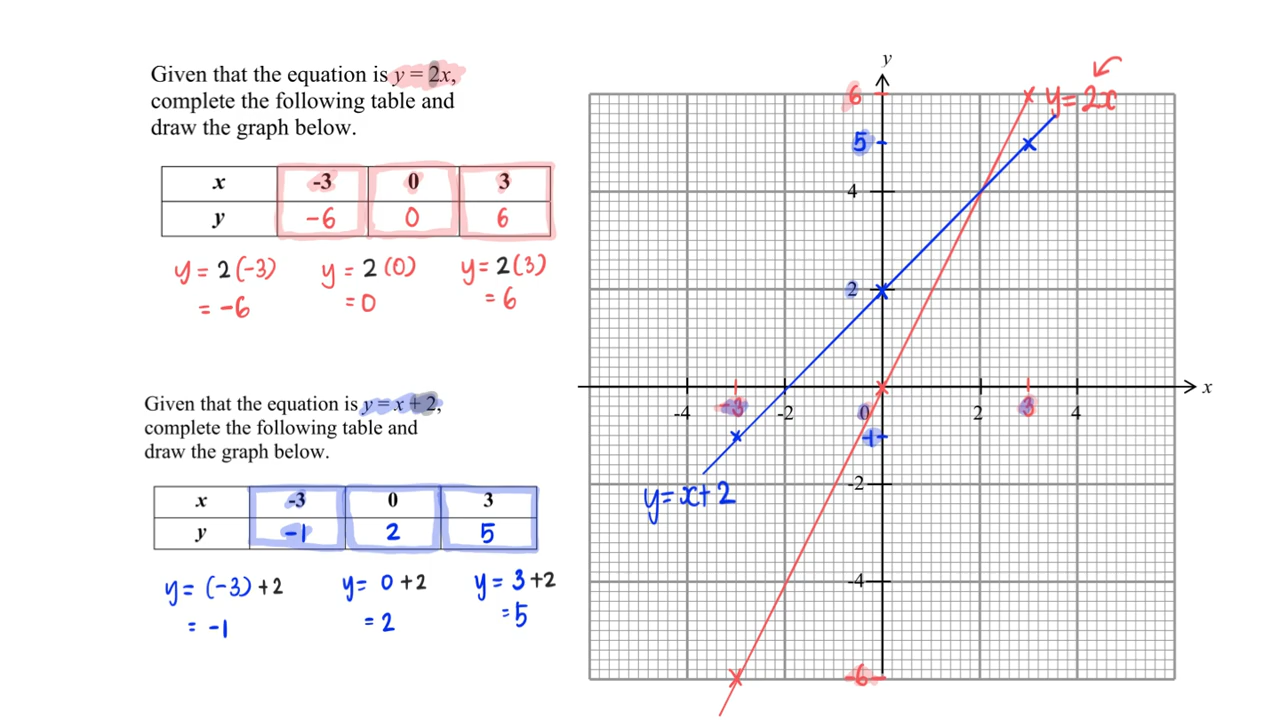 Given that the equation is y = 2x,
complete the following table and
draw the graph below.
x -3 0 3
y -6 0 6
y = 2(-3) y = 2(0) y = 2(3)
= -6 = 0 = 6
Given that the equation is y = x + 2,
complete the following table and
draw the graph below.
x -3 0 3
y -1 2 5
y = (-3) + 2 y = 0 + 2 y = 3 + 2
= -1 = 2 = 5
y
6
y = 2x
5
4
2
x
-4 -3 -2 0 2 3 4
-1
-2
y = x + 2
-4
-6